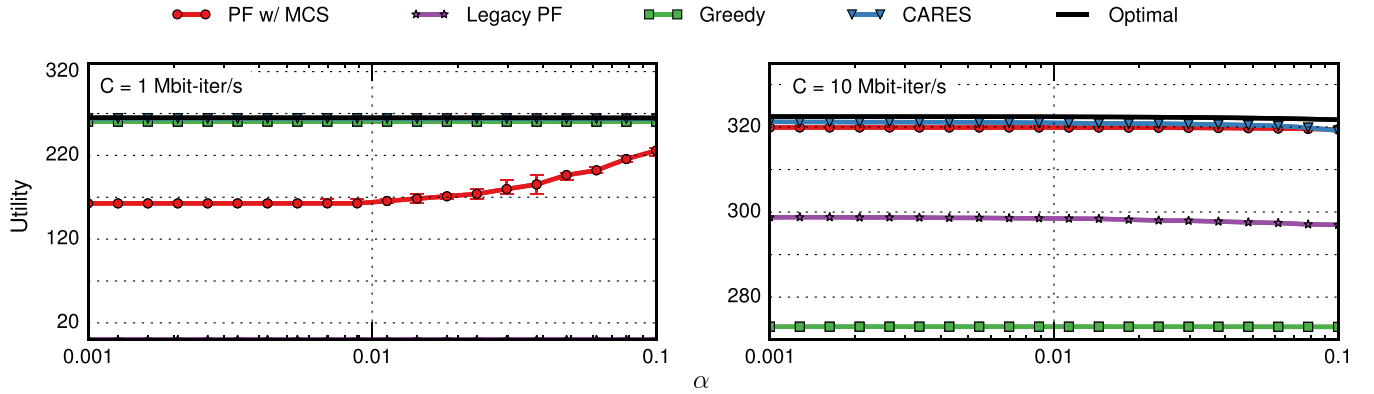 PF w/ MCS Legacy PF Greedy CARES Optimal
C = 1 Mbit-iter/s
C = 10 Mbit-iter/s
Utility
320
220
120
20
0.001 0.01 0.1
320
300
280
0.001 0.01 0.1
α